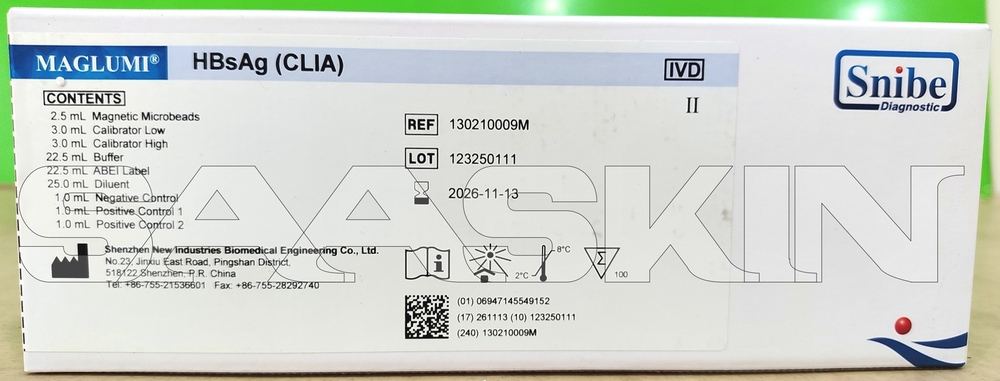 MAGLUMI® HBsAg (CLIA)
IVD
II
Snibe
Diagnostic
CONTENTS
2.5 mL Magnetic Microbeads
3.0 mL Calibrator Low
3.0 mL Calibrator High
22.5 mL Buffer
22.5 mL ABEI Label
25.0 mL Diluent
1.0 mL Negative Control
1.0 mL Positive Control 1
1.0 mL Positive Control 2
REF 130210009M
LOT 123250111
2026-11-13
SAASKIN
Shenzhen New Industries Biomedical Engineering Co., Ltd.
No.23, Jinxiu East Road, Pingshan District,
518122 Shenzhen, P.R. China
Tel: +86-755-21536601 Fax: +86-755-28292740
i
2°C
8°C
Σ
100
(01) 06947145549152
(17) 261113 (10) 123250111
(240) 130210009M